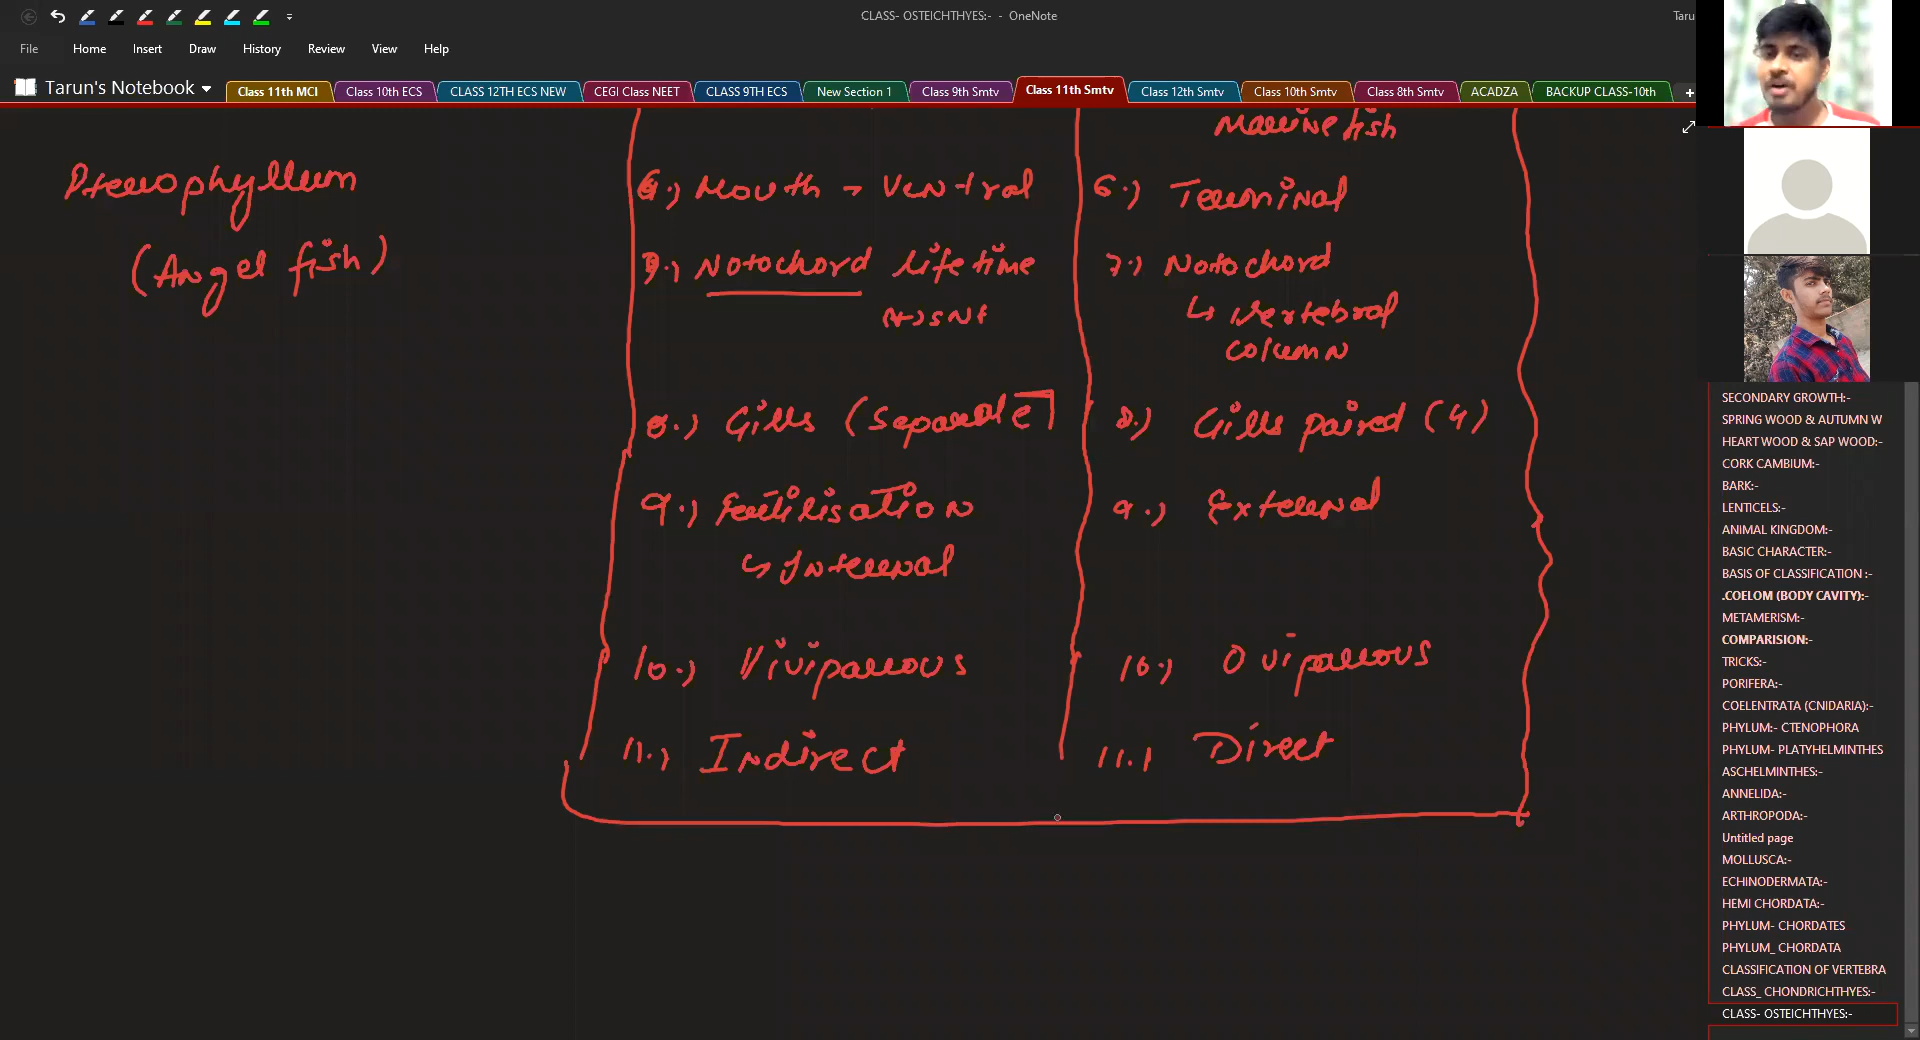 CLASS- OSTEICHTHYES:- - OneNote
Taru
File Home Insert Draw History Review View Help
Tarun's Notebook
Class 11th MCI Class 10th ECS CLASS 12TH ECS NEW CEGI Class NEET CLASS 9TH ECS New Section 1 Class 9th Smtv Class 11th Smtv Class 12th Smtv Class 10th Smtv Class 8th Smtv ACADZA BACKUP CLASS-10th +
Pterophyllum
(Angel fish)
6.) Mouth → Ventral
7.) Notochord lifetime
8.) Gills (Separate)
9.) Fertilisation
↳ Internal
10.) Viviparous
11.) Indirect
Marine fish
6.) Terminal
7.) Notochord
↳ Vertebral
column
8.) Gills paired (4)
9.) External
10.) Oviparous
11.) Direct
SECONDARY GROWTH:-
SPRING WOOD & AUTUMN W
HEART WOOD & SAP WOOD:-
CORK CAMBIUM:-
BARK:-
LENTICELS:-
ANIMAL KINGDOM:-
BASIC CHARACTER:-
BASIS OF CLASSIFICATION :-
.COELOM (BODY CAVITY):-
METAMERISM:-
COMPARISION:-
TRICKS:-
PORIFERA:-
COELENTRATA (CNIDARIA):-
PHYLUM:- CTENOPHORA
PHYLUM- PLATYHELMINTHES
ASCHELMINTHES:-
ANNELIDA:-
ARTHROPODA:-
Untitled page
MOLLUSCA:-
ECHINODERMATA:-
HEMI CHORDATA:-
PHYLUM- CHORDATES
PHYLUM_ CHORDATA
CLASSIFICATION OF VERTEBRA
CLASS_ CHONDRICHTHYES:-
CLASS- OSTEICHTHYES:-